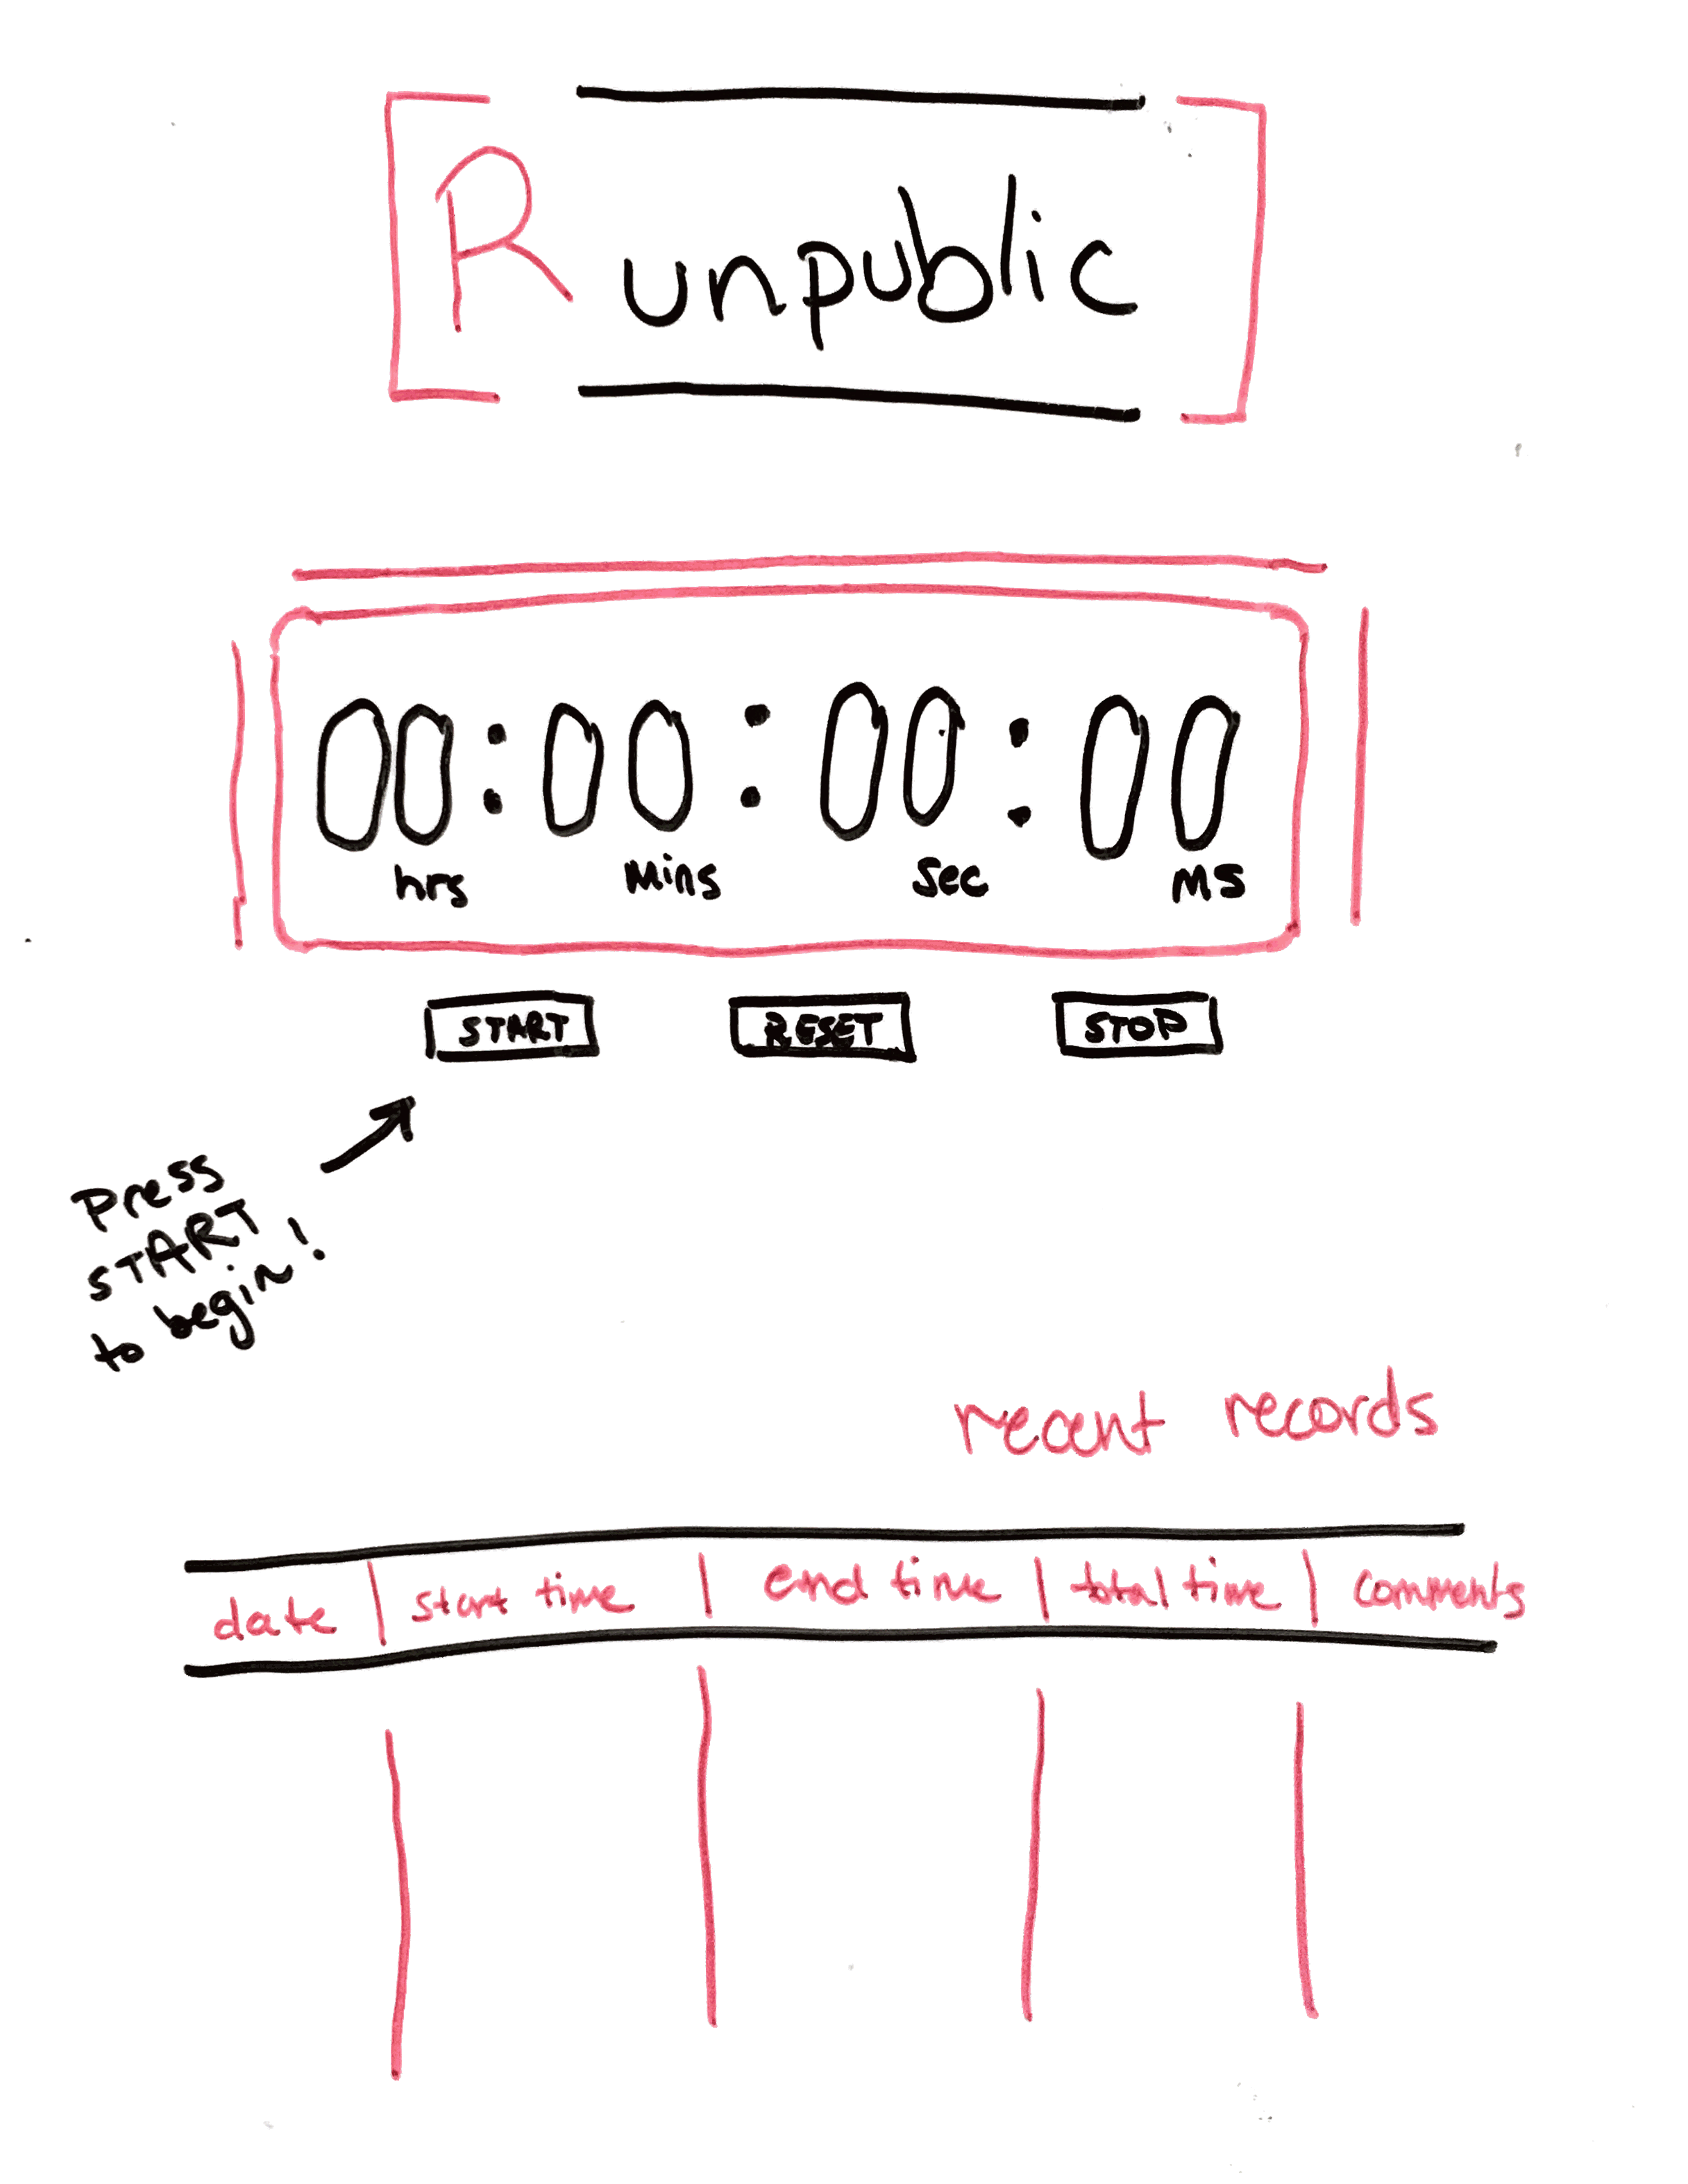 Runpublic
00:00:00:00
hrs mins sec ms
START RESET STOP
Press
START
to begin!
recent records
date | start time | end time | total time | comments